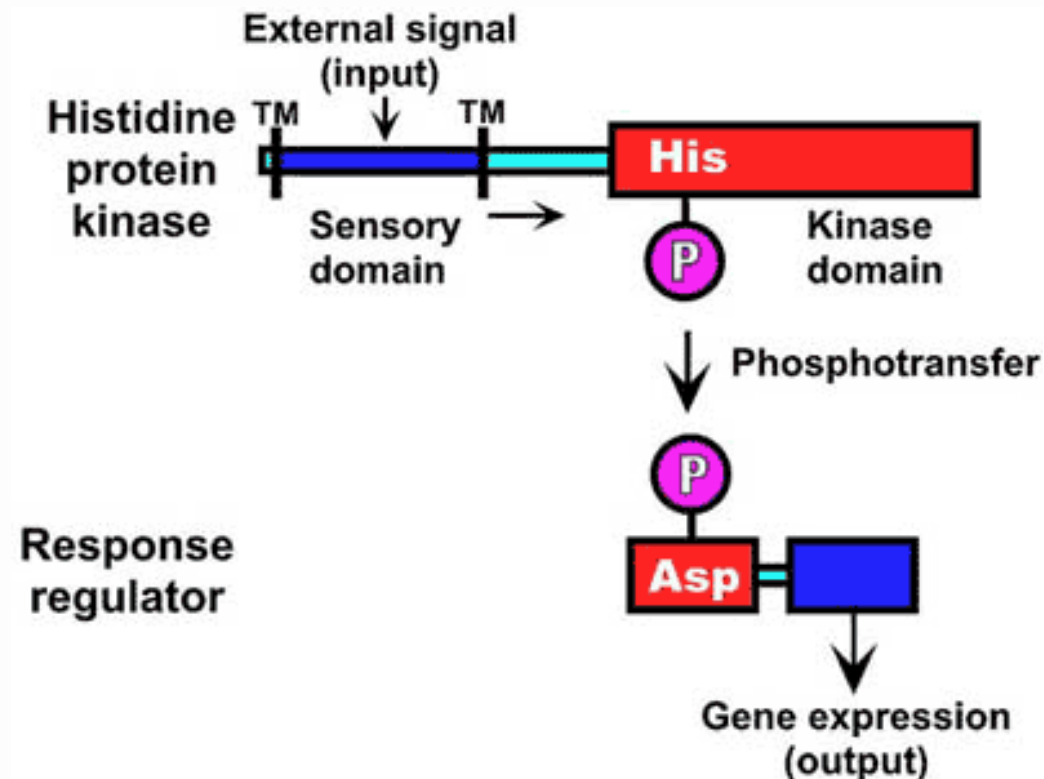 External signal
(input)
TM
TM
Histidine
protein
kinase
His
Sensory
domain
P
Kinase
domain
Phosphotransfer
P
Response
regulator
Asp
Gene expression
(output)